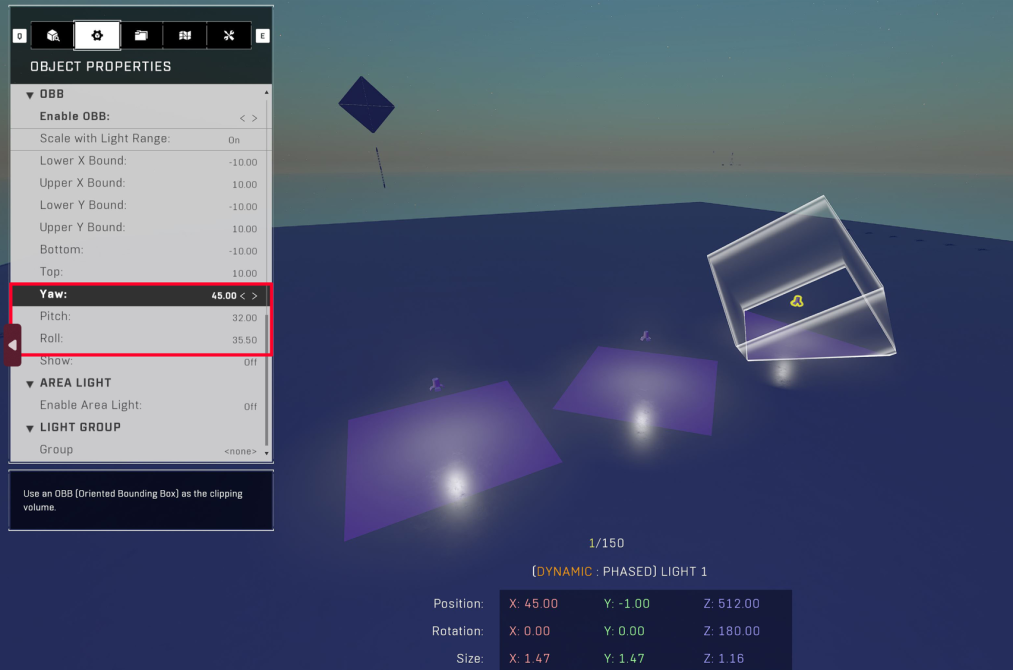 Q
E
OBJECT PROPERTIES
OBB
Enable OBB:
Scale with Light Range: On
Lower X Bound: -10.00
Upper X Bound: 10.00
Lower Y Bound: -10.00
Upper Y Bound: 10.00
Bottom: -10.00
Top: 10.00
Yaw: 45.00 < >
Pitch: 32.00
Roll: 35.50
Show: Off
AREA LIGHT
Enable Area Light: Off
LIGHT GROUP
Group <none>
Use an OBB (Oriented Bounding Box) as the clipping
volume.
1/150
(DYNAMIC : PHASED) LIGHT 1
Position: X: 45.00 Y: -1.00 Z: 512.00
Rotation: X: 0.00 Y: 0.00 Z: 180.00
Size: X: 1.47 Y: 1.47 Z: 1.16